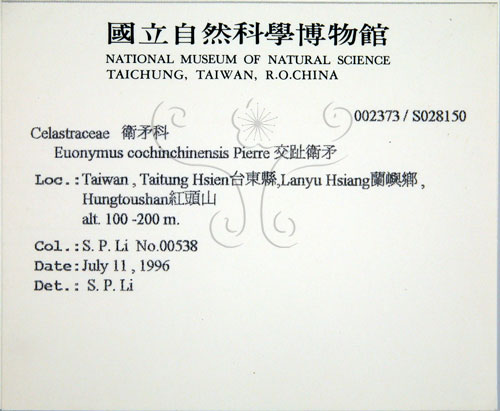 國立自然科學博物館
NATIONAL MUSEUM OF NATURAL SCIENCE
TAICHUNG, TAIWAN, R.O.CHINA
002373 / S028150
Celastraceae 衛矛科
Euonymus cochinchinensis Pierre 交趾衛矛
Loc.: Taiwan , Taitung Hsien台東縣,Lanyu Hsiang蘭嶼鄉 ,
Hungtoushan紅頭山
alt. 100 -200 m.
Col.: S. P. Li No.00538
Date: July 11 , 1996
Det.: S. P. Li